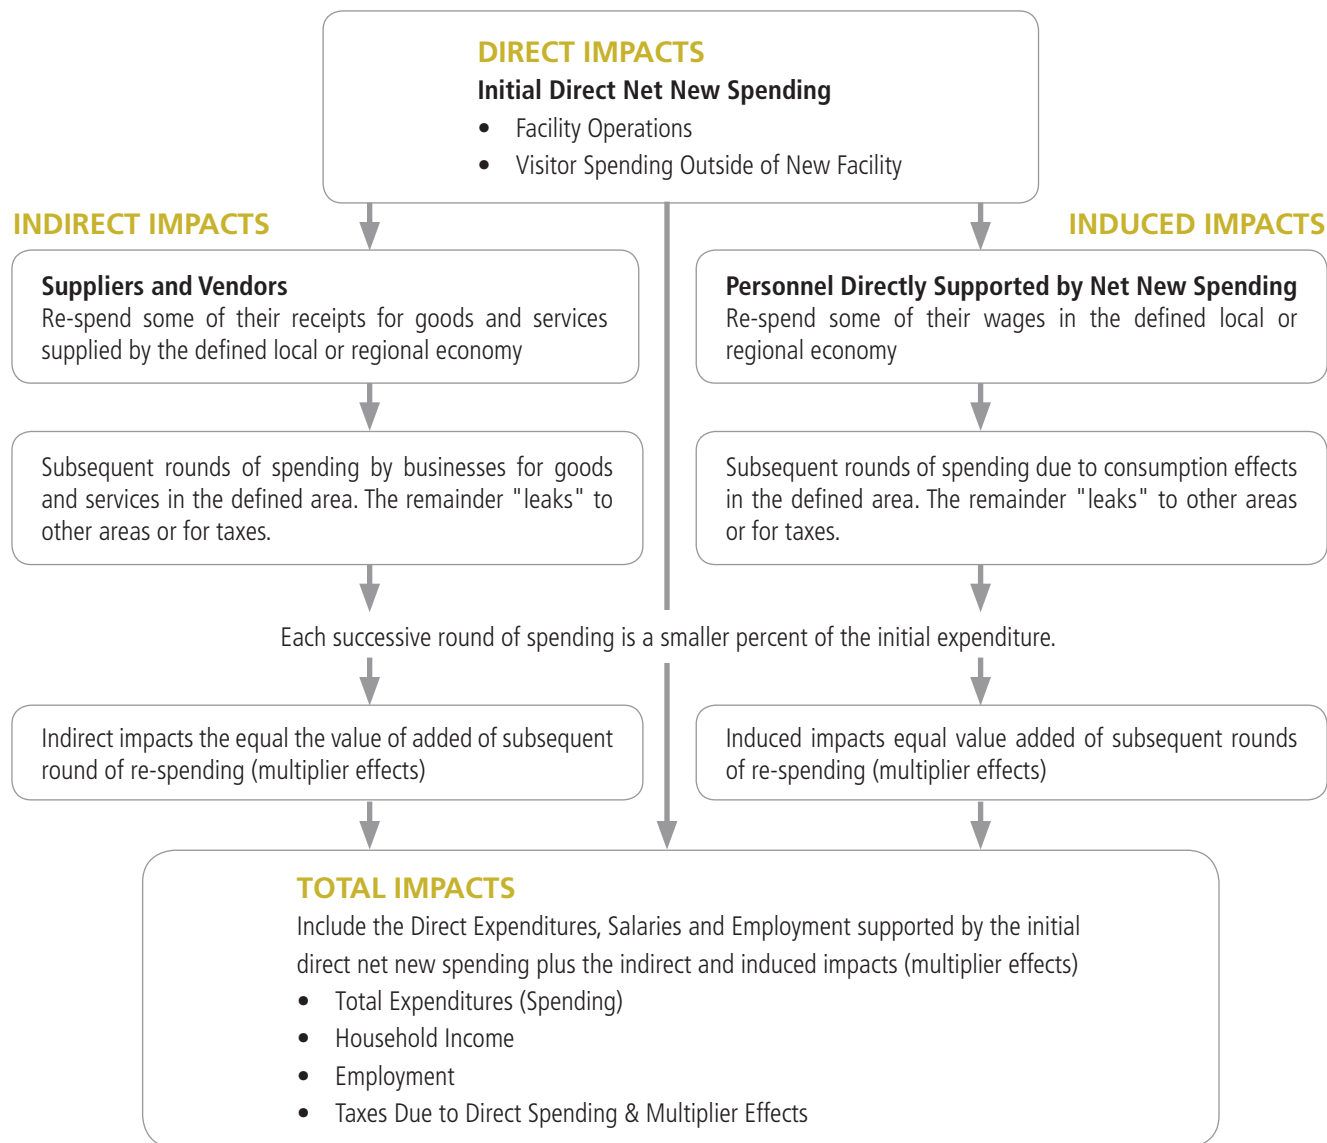 DIRECT IMPACTS
Initial Direct Net New Spending
• Facility Operations
• Visitor Spending Outside of New Facility
INDIRECT IMPACTS
Suppliers and Vendors
Re-spend some of their receipts for goods and services
supplied by the defined local or regional economy
Subsequent rounds of spending by businesses for goods
and services in the defined area. The remainder "leaks" to
other areas or for taxes.
INDUCED IMPACTS
Personnel Directly Supported by Net New Spending
Re-spend some of their wages in the defined local or
regional economy
Subsequent rounds of spending due to consumption effects
in the defined area. The remainder "leaks" to other areas
or for taxes.
Each successive round of spending is a smaller percent of the initial expenditure.
Indirect impacts the equal the value of added of subsequent
round of re-spending (multiplier effects)
Induced impacts equal value added of subsequent rounds
of re-spending (multiplier effects)
TOTAL IMPACTS
Include the Direct Expenditures, Salaries and Employment supported by the initial
direct net new spending plus the indirect and induced impacts (multiplier effects)
• Total Expenditures (Spending)
• Household Income
• Employment
• Taxes Due to Direct Spending & Multiplier Effects